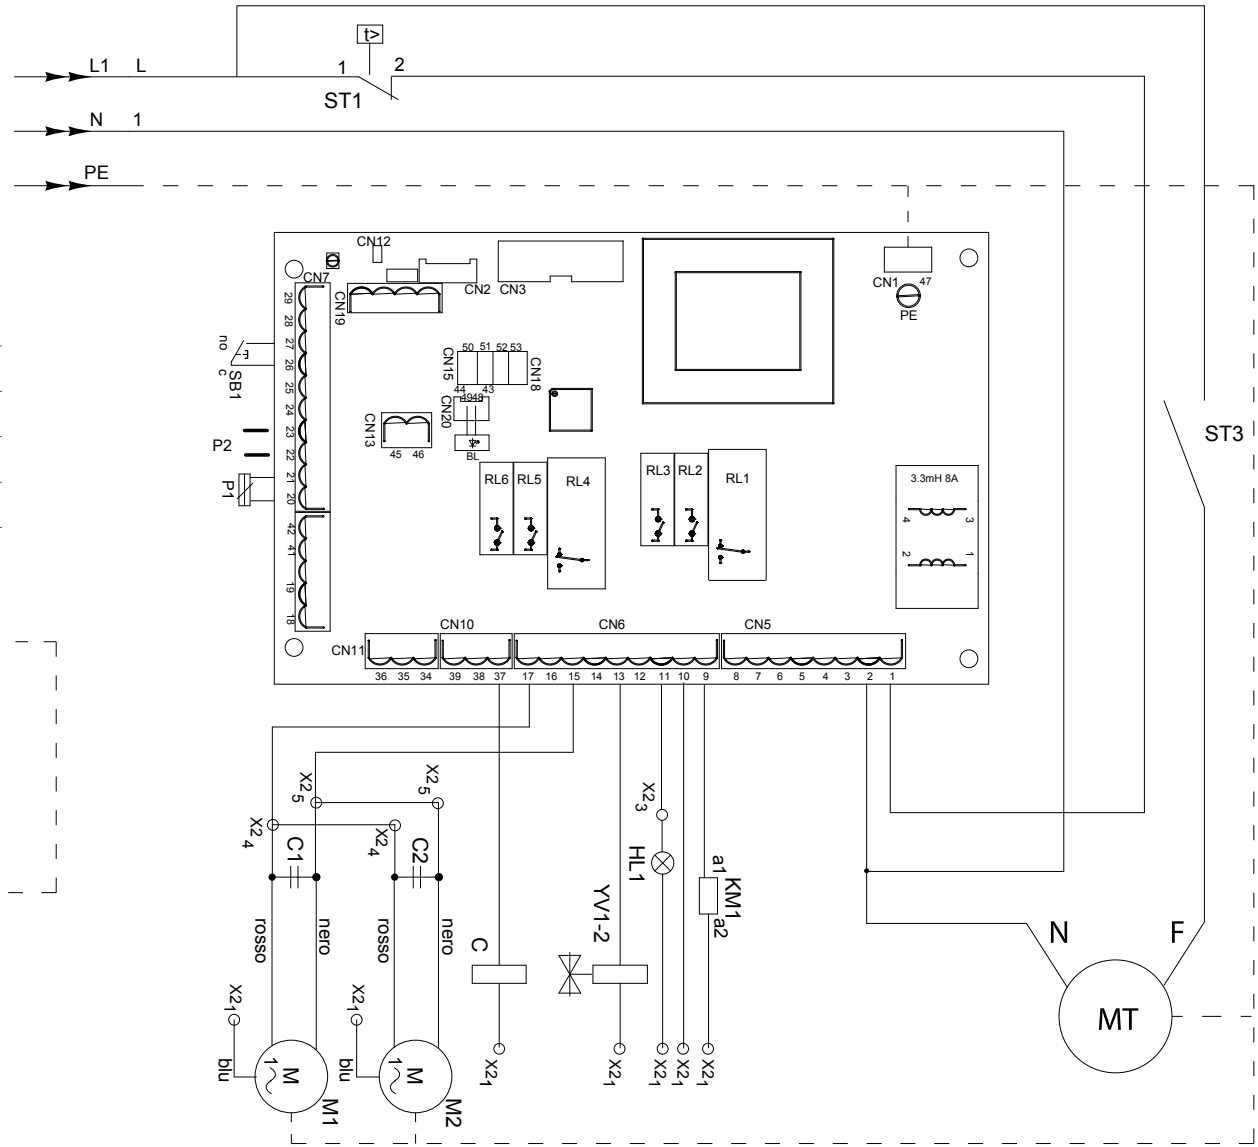 t>
L1 L
1
2
ST1
N 1
PE
CN12
CN7
CN2
CN3
CN1
47
PE
CN19
29
28
27
26
25
24
23
22
21
20
42
41
19
18
no
c
SB1
P2
P1
50
51
52
53
CN15
CN18
44
43
49
48
CN20
BL
CN13
45
46
RL6
RL5
RL4
RL3
RL2
RL1
3.3mH 8A
4
3
2
1
ST3
CN11
CN10
CN6
CN5
36
35
34
39
38
37
17
16
15
14
13
12
11
10
9
8
7
6
5
4
3
2
1
X2 5
X2 5
X2 4
X2 4
C1
C2
X2 3
HL1
a1
KM1
a2
YV1-2
C
rosso
nero
rosso
nero
N
F
MT
X2 1
X2 1
blu
blu
X2 1
X2 1
X2 1
X2 1
X2 1
M
1
M1
M
1
M2